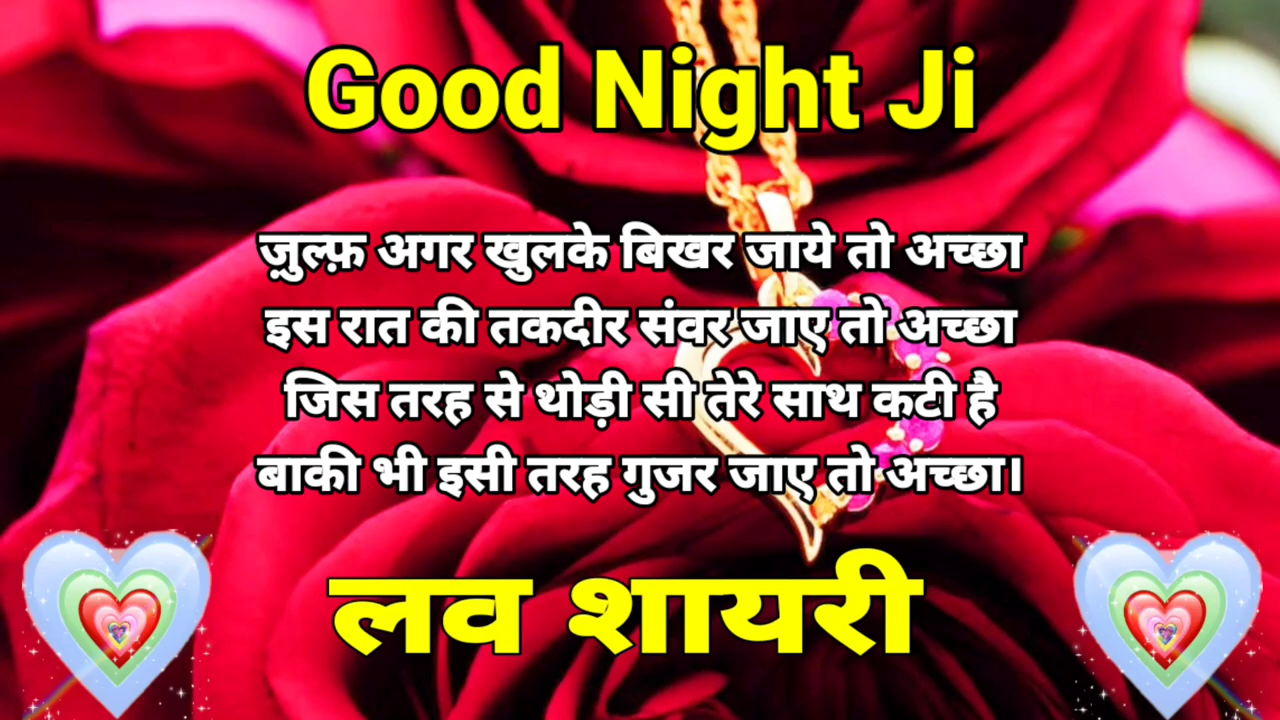 Good Night Ji
ज़ुल्फ़ अगर खुलके बिखर जाये तो अच्छा
इस रात की तकदीर संवर जाए तो अच्छा
जिस तरह से थोड़ी सी तेरे साथ कटी है
बाकी भी इसी तरह गुजर जाए तो अच्छा।
लव शायरी